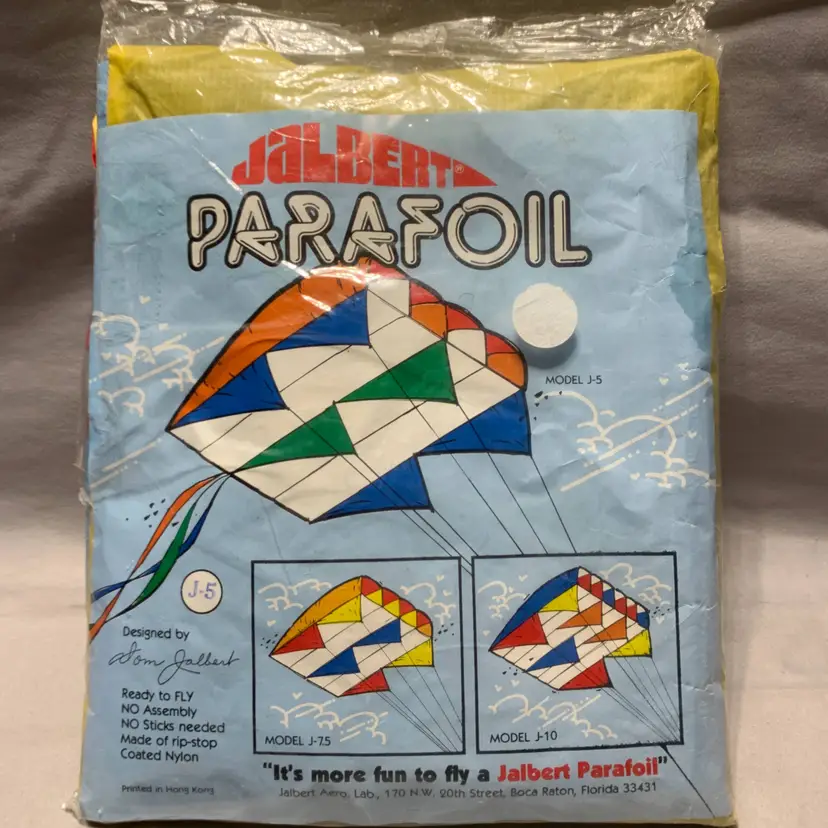 JALBERT®
PARAFOIL
MODEL J-5
J-5
Designed by
Dom Jalbert
Ready to FLY
NO Assembly
NO Sticks needed
Made of rip-stop
Coated Nylon
MODEL J-7.5
MODEL J-10
"It's more fun to fly a Jalbert Parafoil"
Printed in Hong Kong
Jalbert Aero. Lab., 170 N.W. 20th Street, Boca Raton, Florida 33431